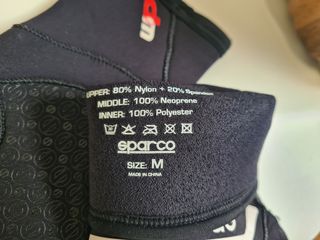 UPPER: 80% Nylon + 20% Spandex
MIDDLE: 100% Neoprene
INNER: 100% Polyester
sparco
SIZE: M
MADE IN CHINA